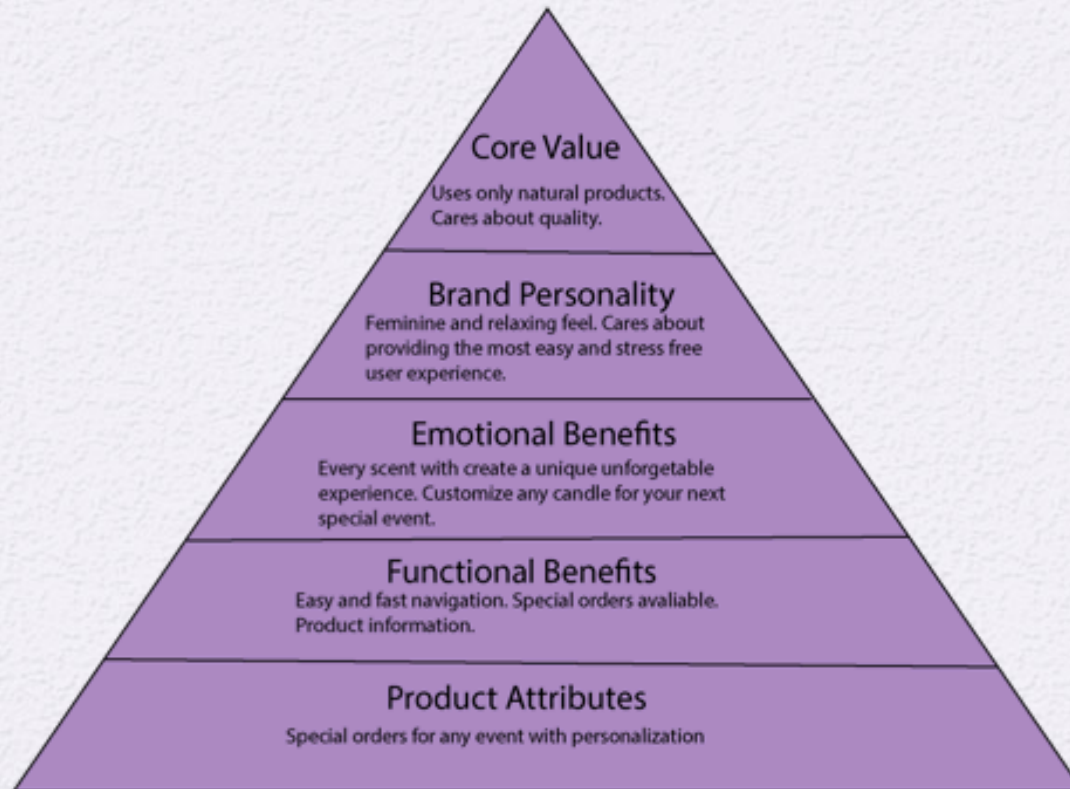 Core Value
Uses only natural products.
Cares about quality.
Brand Personality
Feminine and relaxing feel. Cares about
providing the most easy and stress free
user experience.
Emotional Benefits
Every scent with create a unique unforgetable
experience. Customize any candle for your next
special event.
Functional Benefits
Easy and fast navigation. Special orders avaliable.
Product information.
Product Attributes
Special orders for any event with personalization